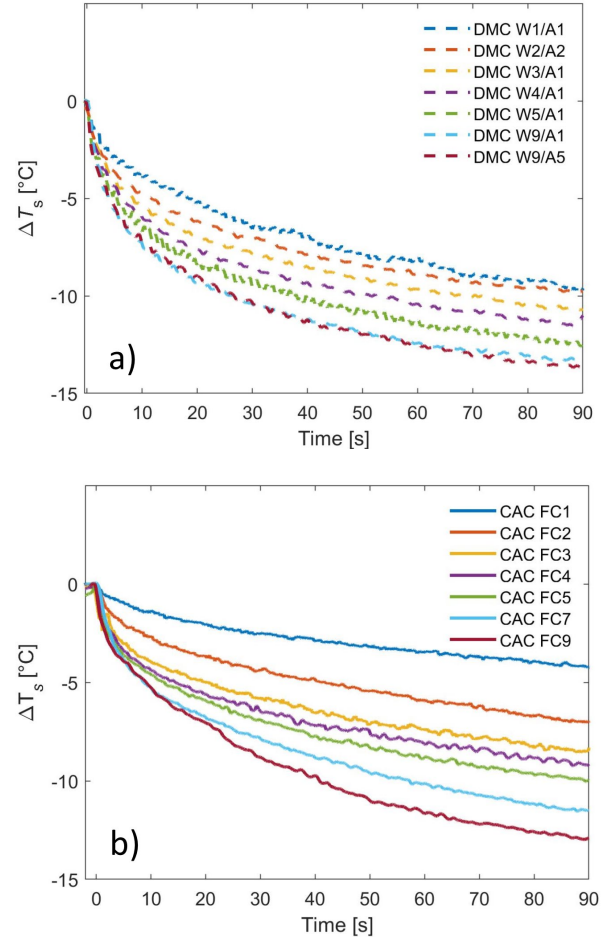 DMC W1/A1
DMC W2/A2
DMC W3/A1
DMC W4/A1
DMC W5/A1
DMC W9/A1
DMC W9/A5
0
-5
-10
-15
ΔTs [°C]
a)
0 10 20 30 40 50 60 70 80 90
Time [s]
CAC FC1
CAC FC2
CAC FC3
CAC FC4
CAC FC5
CAC FC7
CAC FC9
0
-5
-10
-15
ΔTs [°C]
b)
0 10 20 30 40 50 60 70 80 90
Time [s]